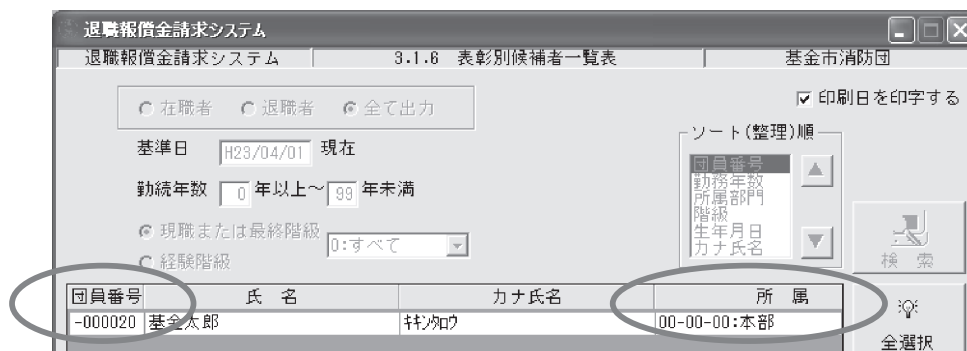 退職報償金請求システム
退職報償金請求システム 3.1.6 表彰別候補者一覧表 基金市消防団
在職者 退職者 全て出力
印刷日を印字する
基準日 H23/04/01 現在
勤続年数 0 年以上～ 99 年未満
現職または最終階級
経験階級
0:すべて
ソート(整理)順
団員番号
勤務年数
所属部門
階級
生年月日
カナ氏名
検 索
団員番号 氏 名 カナ氏名 所 属
-000020 基金太郎 ｷｷﾝﾀﾛｳ 00-00-00:本部
全選択